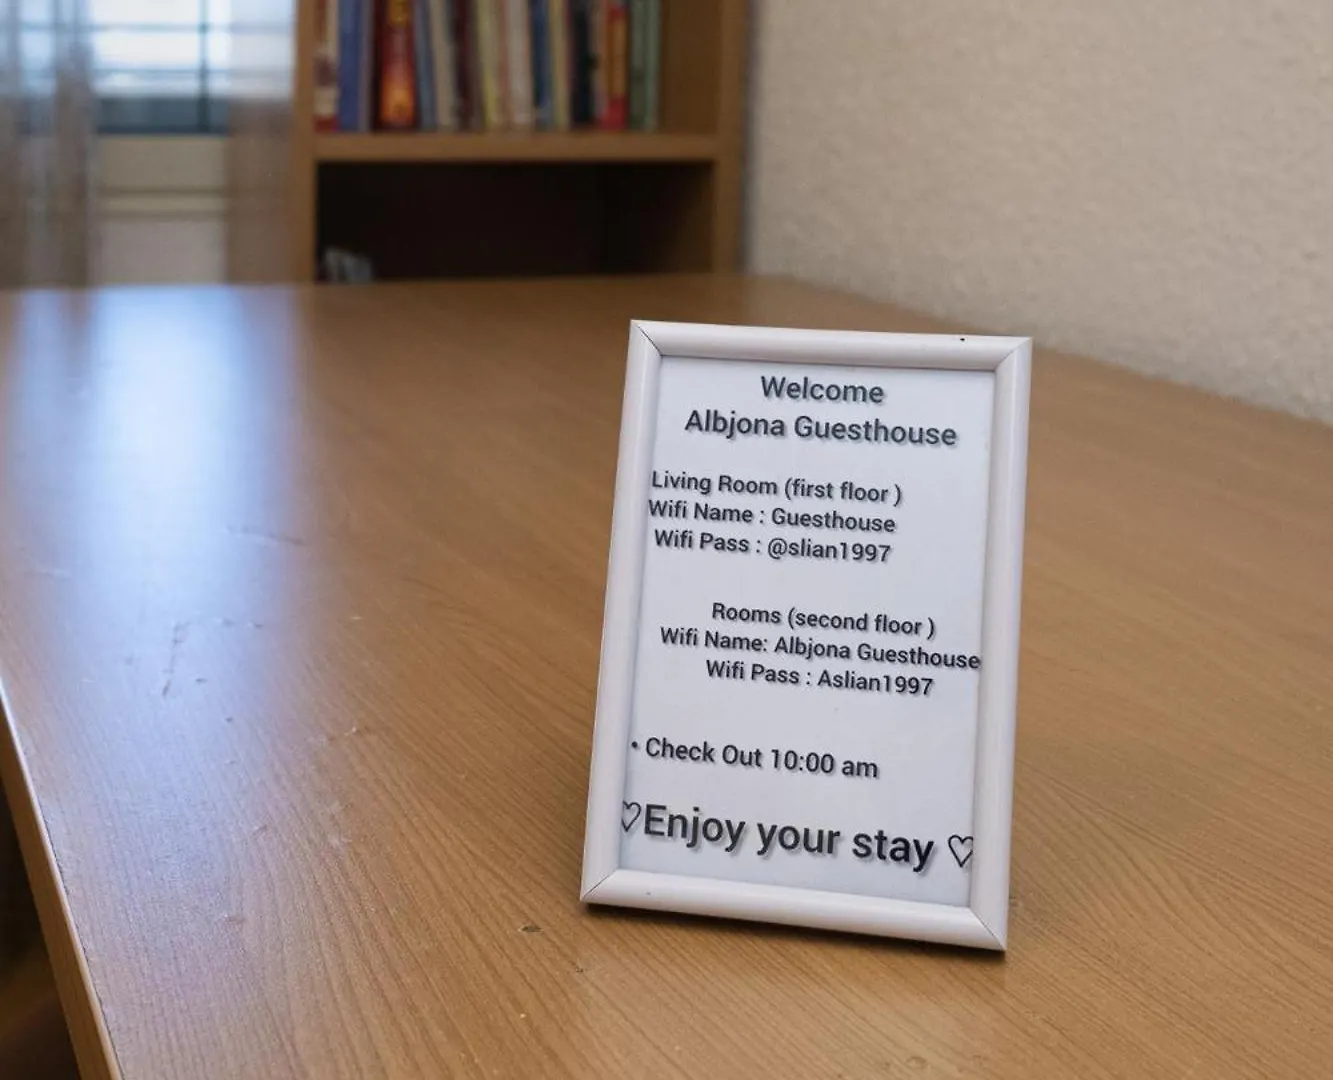 Welcome
Albjona Guesthouse
Living Room (first floor )
Wifi Name : Guesthouse
Wifi Pass : @slian1997
Rooms (second floor )
Wifi Name: Albjona Guesthouse
Wifi Pass : Aslian1997
• Check Out 10:00 am
♡Enjoy your stay ♡